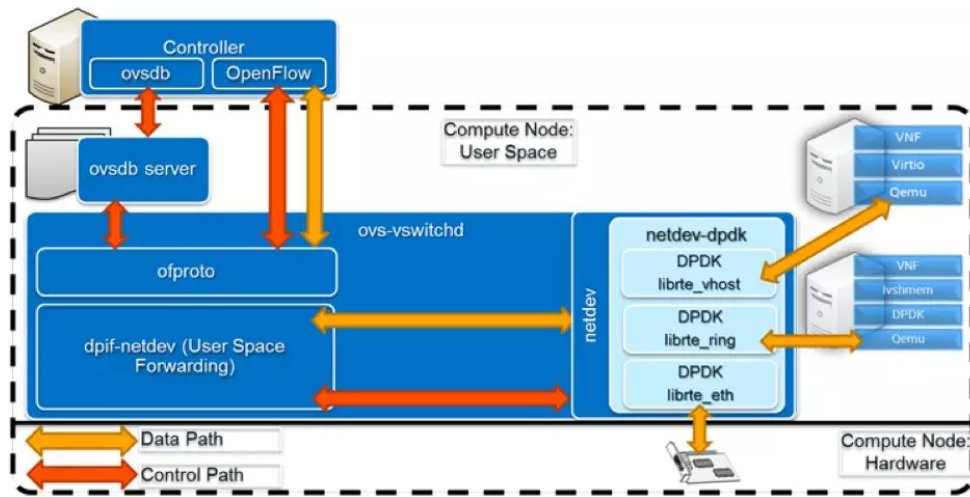 Controller
ovsdb
OpenFlow
Compute Node:
User Space
ovsdb server
VNF
Virtio
Qemu
ovs-vswitchd
netdev-dpdk
ofproto
DPDK
librte_vhost
VNF
Ivshmem
DPDK
Qemu
netdev
DPDK
librte_ring
dpif-netdev (User Space
Forwarding)
DPDK
librte_eth
Data Path
Control Path
Compute Node:
Hardware